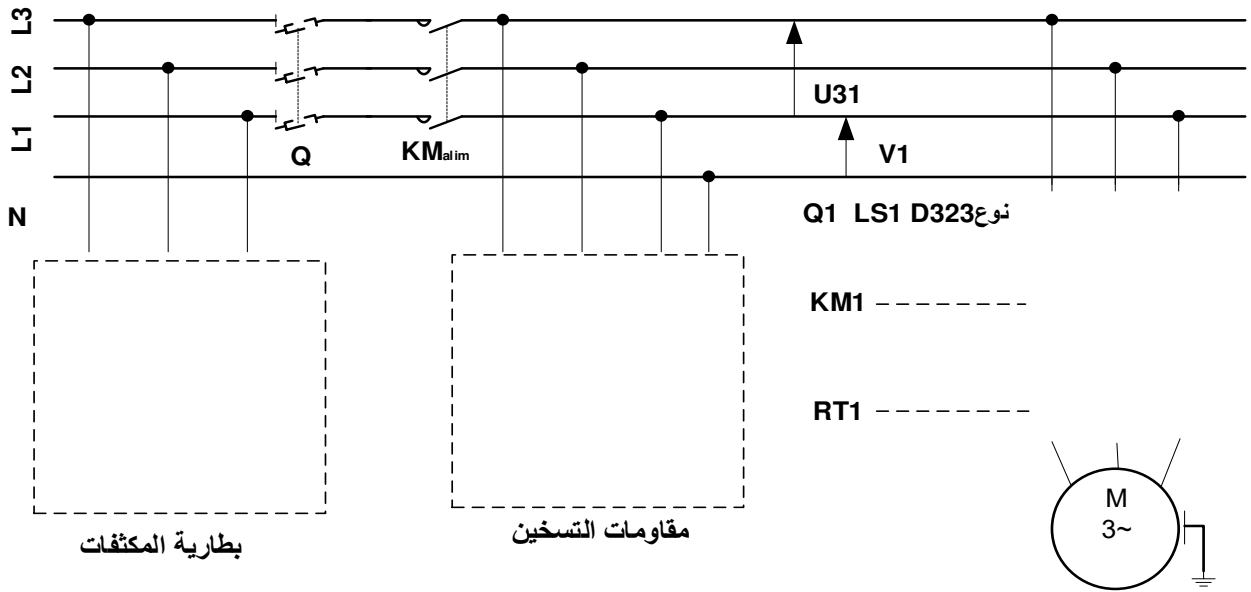 L3
L2
L1
N
Q
KMalim
U31
V1
Q1 LS1 D323نوع
KM1
RT1
M
3~
بطارية المكثفات
مقاومات التسخين